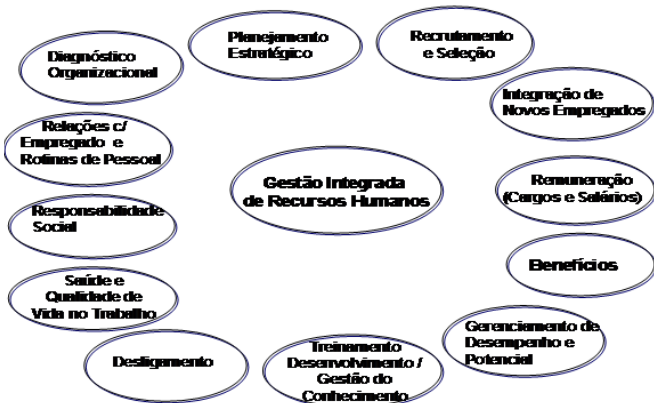 Planejamento
Estratégico
Recrutamento
e Seleção
Diagnóstico
Organizacional
Integração de
Novos Empregados
Relações c/
Empregado e
Rotinas de Pessoal
Gestão Integrada
de Recursos Humanos
Remuneração
(Cargos e Salários)
Responsabilidade
Social
Benefícios
Saúde e
Qualidade de
Vida no Trabalho
Gerenciamento de
Desempenho e
Potencial
Desligamento
Treinamento
Desenvolvimento /
Gestão do
Conhecimento